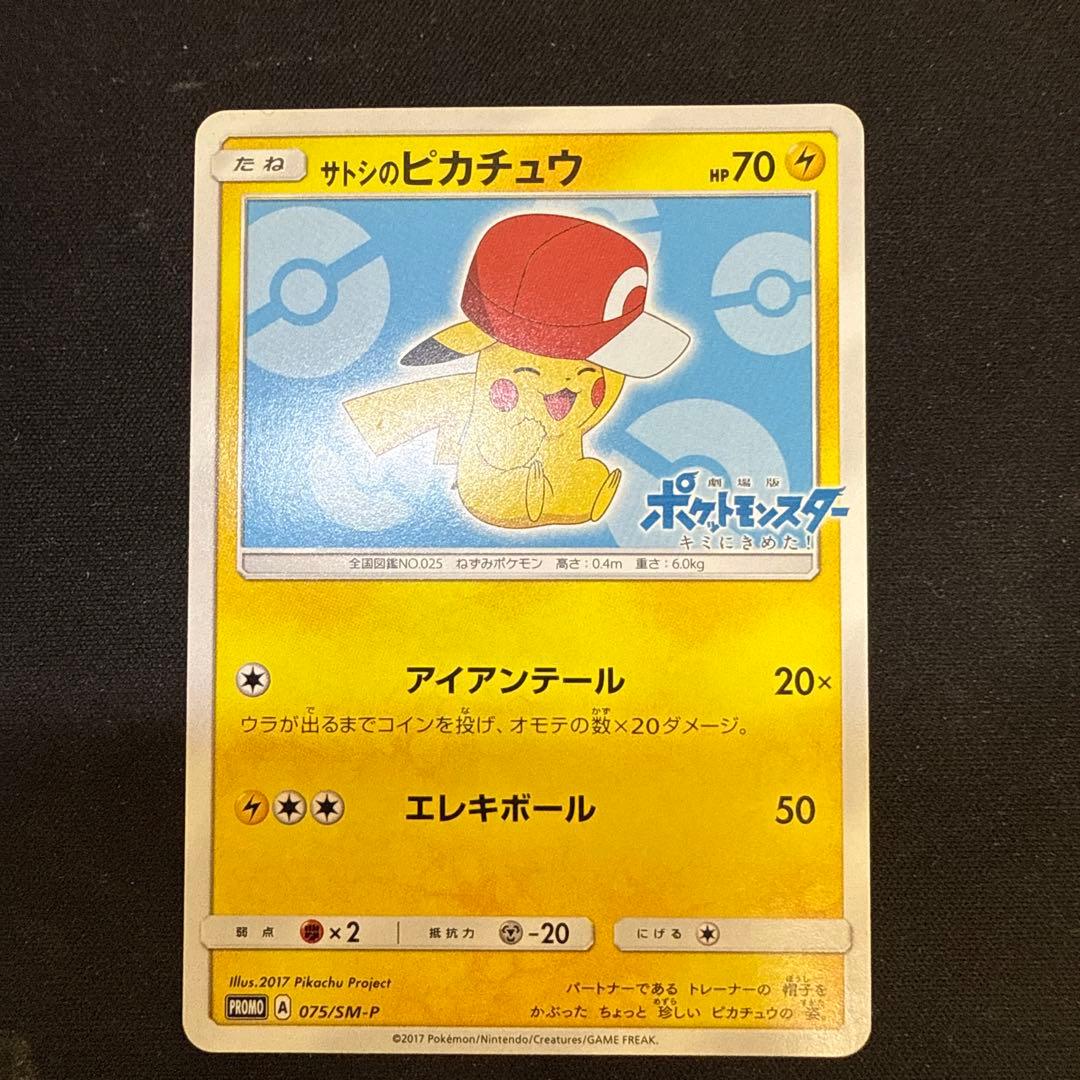 たね サトシのピカチュウ HP70
劇場版
ポケットモンスター
キミにきめた!
全国図鑑NO.025 ねずみポケモン 高さ:0.4m 重さ:6.0kg
アイアンテール 20×
ウラが出るまでコインを投げ、オモテの数×20ダメージ。
エレキボール 50
弱点 ×2 抵抗力 -20 にげる
Illus.2017 Pikachu Project
PROMO A 075/SM-P
パートナーである トレーナーの 帽子を
かぶった ちょっと 珍しい ピカチュウの 姿。
©2017 Pokémon/Nintendo/Creatures/GAME FREAK.